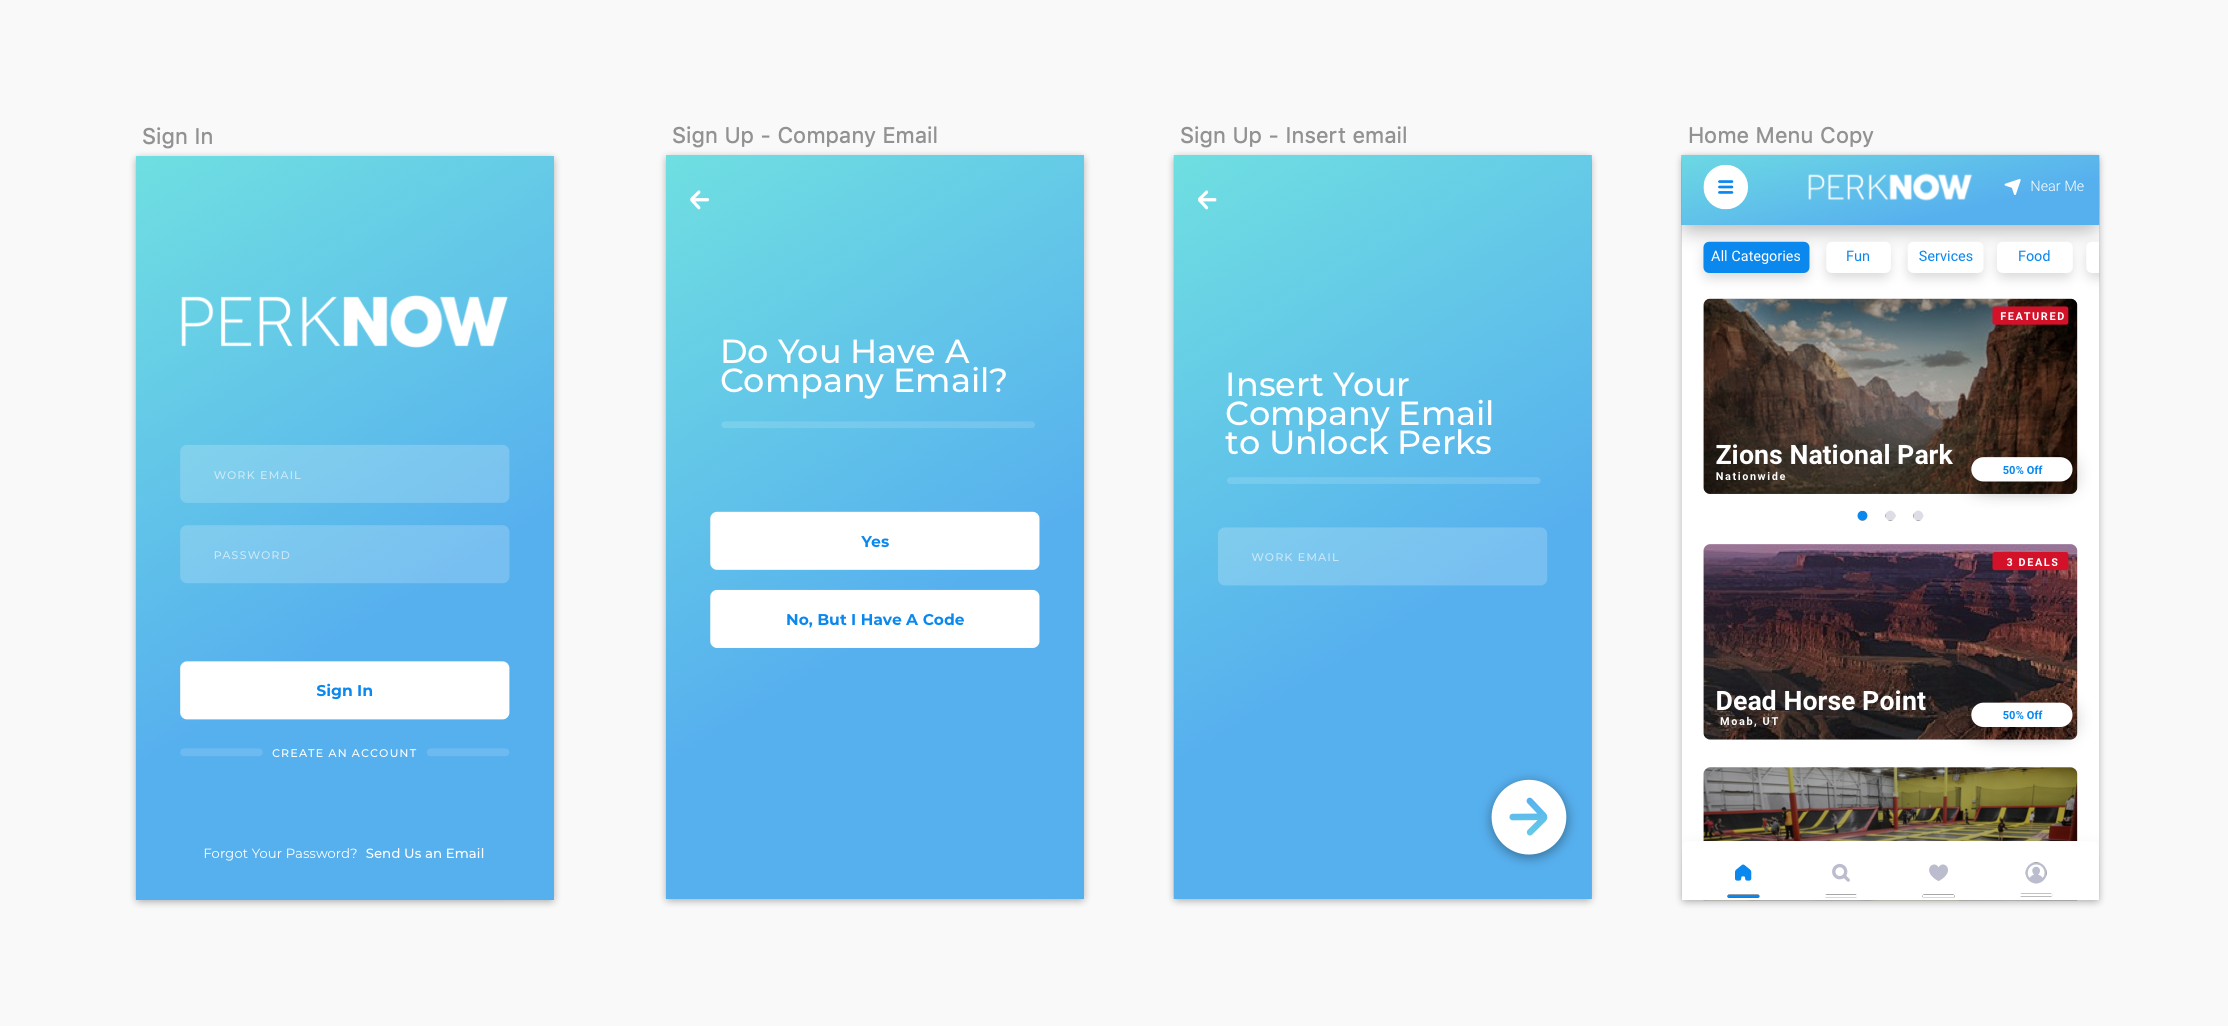 Sign In
PERKNOW
WORK EMAIL
PASSWORD
Sign In
CREATE AN ACCOUNT
Forgot Your Password? Send Us an Email
Sign Up - Company Email
Do You Have A
Company Email?
Yes
No, But I Have A Code
Sign Up - Insert email
Insert Your
Company Email
to Unlock Perks
WORK EMAIL
Home Menu Copy
PERKNOW
Near Me
All Categories
Fun
Services
Food
FEATURED
Zions National Park
Nationwide
50% Off
3 DEALS
Dead Horse Point
Moab, UT
50% Off